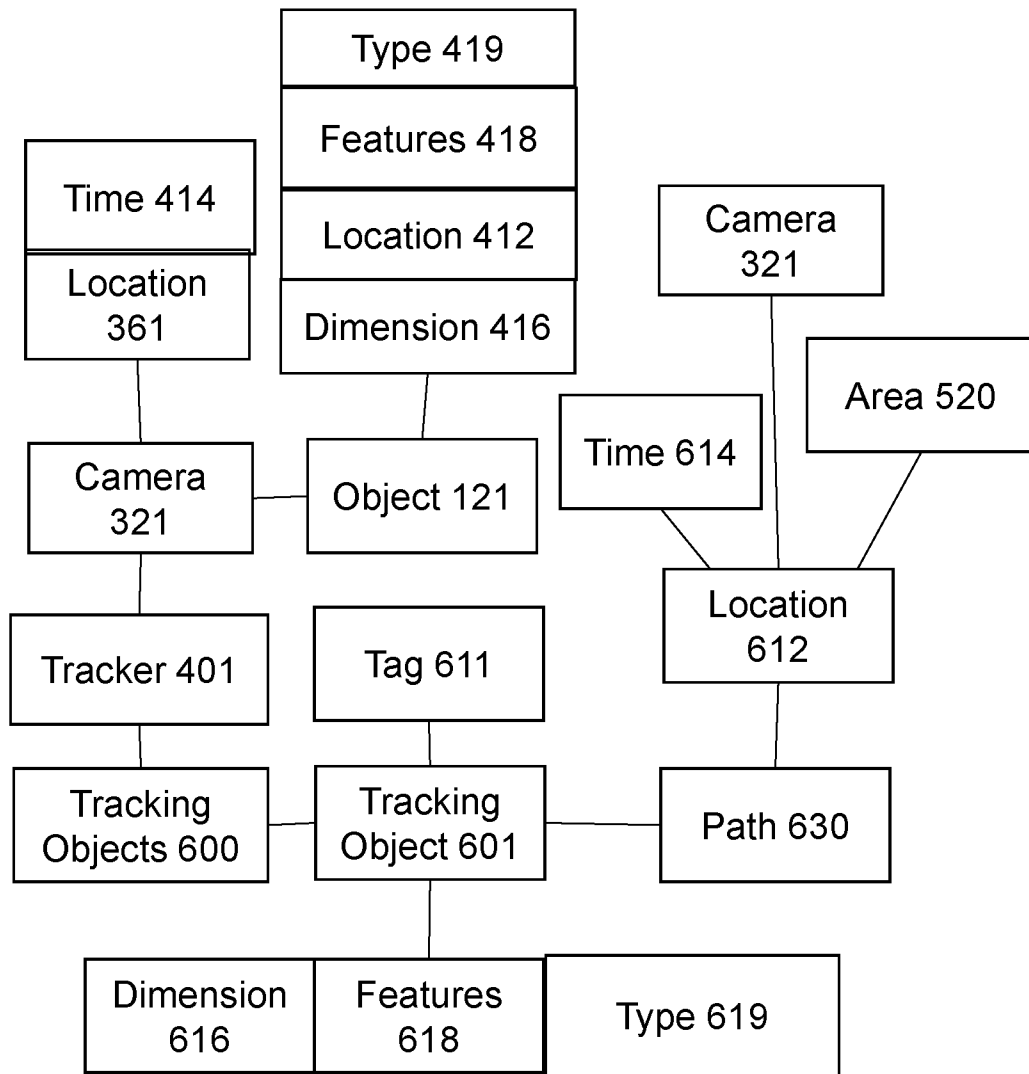 Type 419
Features 418
Time 414
Location 412
Camera
321
Location
361
Dimension 416
Area 520
Time 614
Camera
321
Object 121
Location
612
Tracker 401
Tag 611
Tracking
Objects 600
Tracking
Object 601
Path 630
Dimension
616
Features
618
Type 619